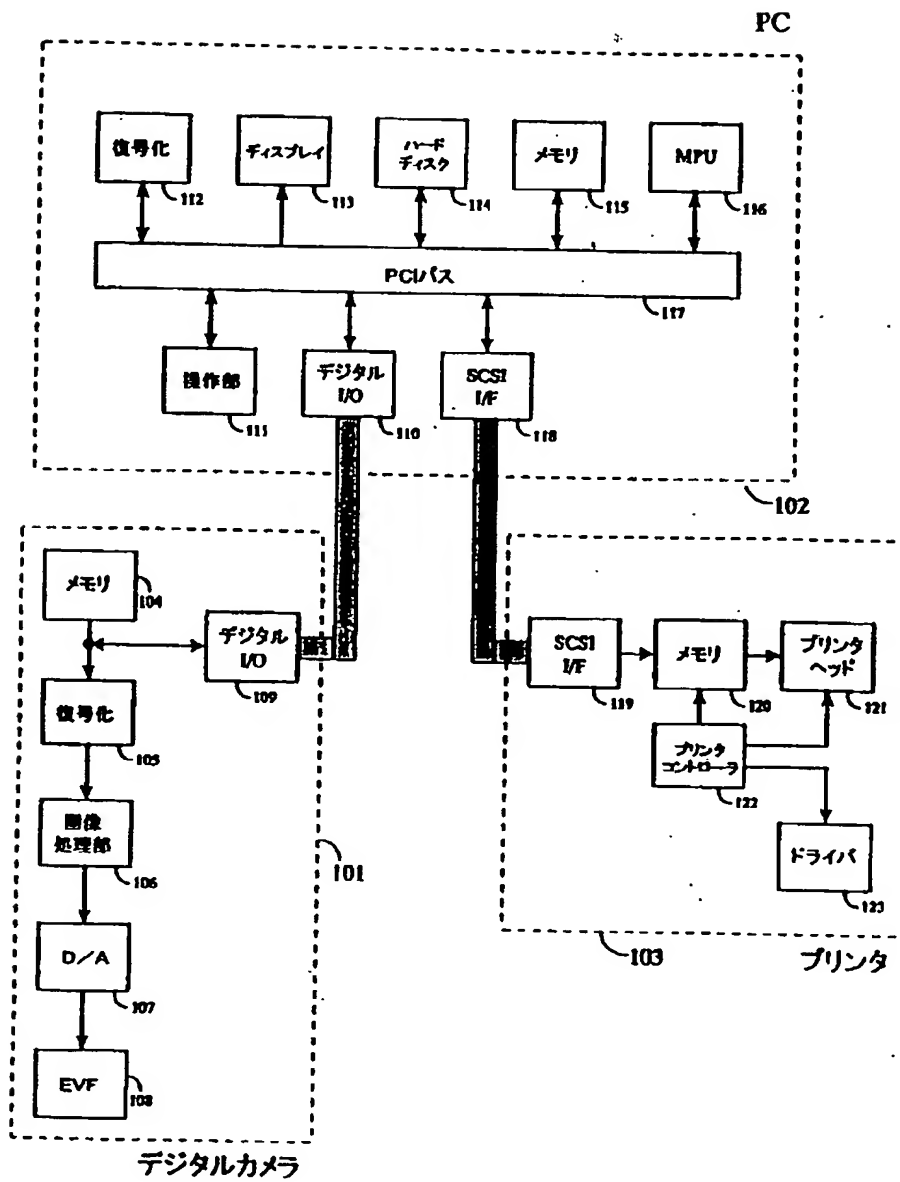 PC
復号化
112
ディスプレイ
113
ハード
ディスク
114
メモリ
115
MPU
116
PCIバス
117
操作部
111
デジタル
I/O
110
SCSI
I/F
118
102
メモリ
104
デジタル
I/O
109
復号化
105
画像
処理部
106
D/A
107
EVF
108
101
デジタルカメラ
SCSI
I/F
119
メモリ
120
プリンタ
ヘッド
121
プリンタ
コントローラ
122
ドライバ
123
103
プリンタ